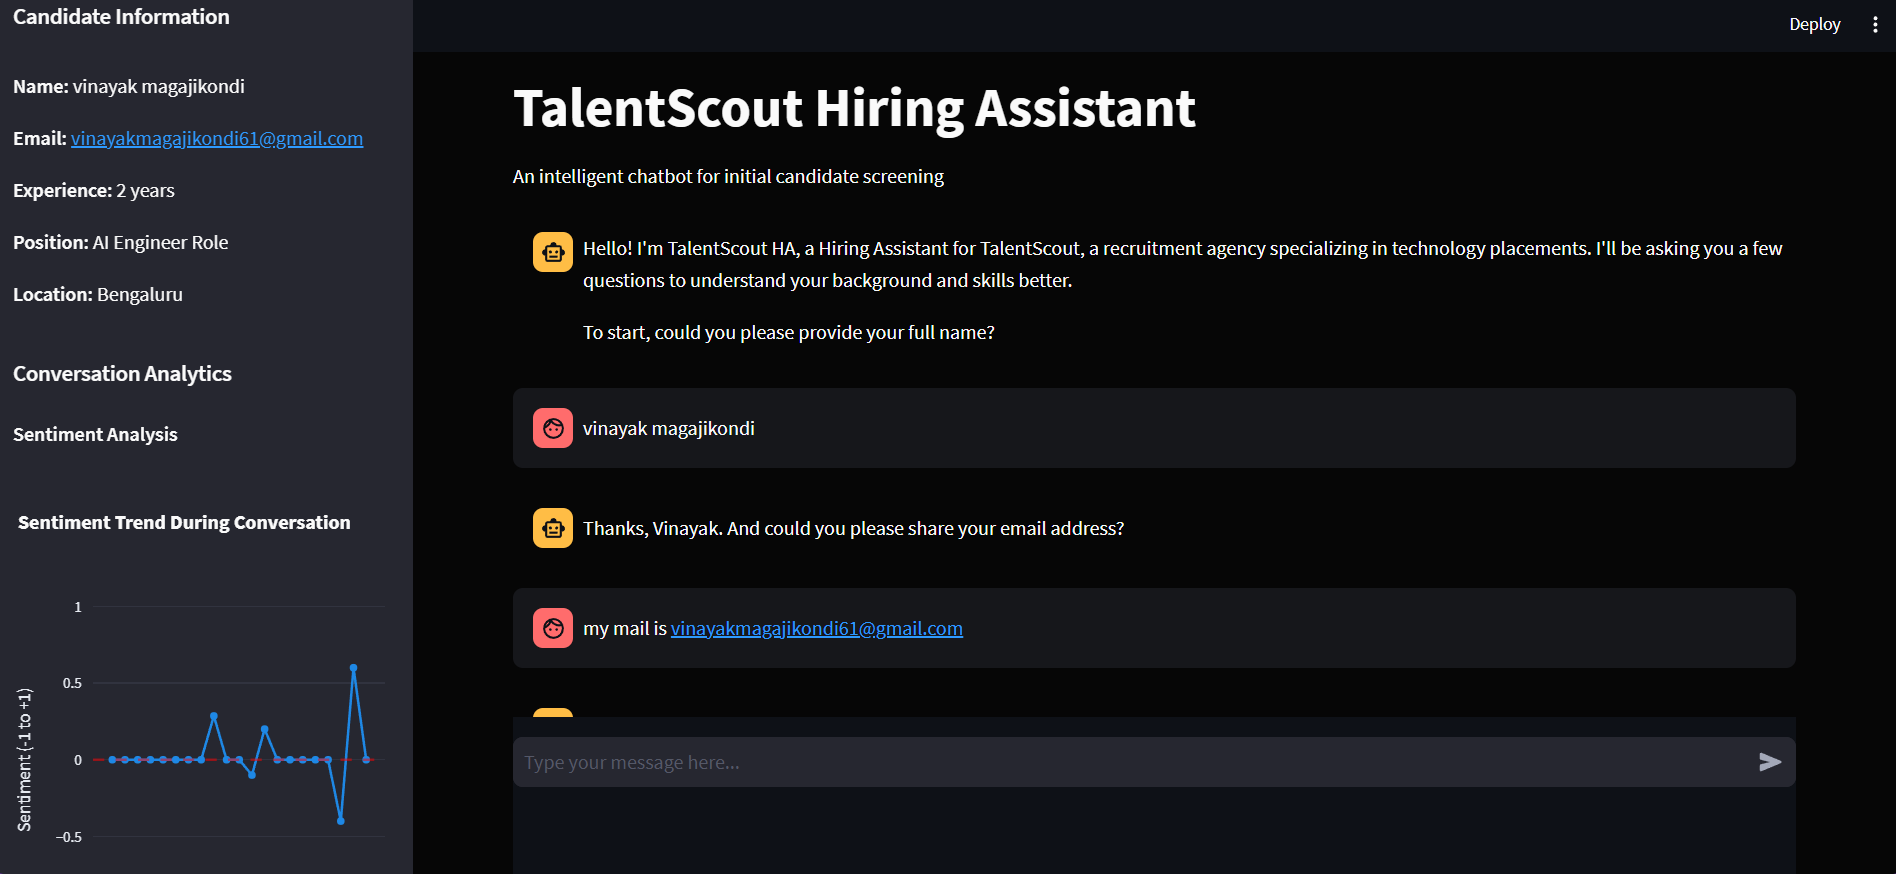 Candidate Information
Name: vinayak magajikondi
Email: vinayakmagajikondi61@gmail.com
Experience: 2 years
Position: AI Engineer Role
Location: Bengaluru
Conversation Analytics
Sentiment Analysis
Sentiment Trend During Conversation
Sentiment (-1 to +1)
1
0.5
0
−0.5
Deploy
TalentScout Hiring Assistant
An intelligent chatbot for initial candidate screening
Hello! I'm TalentScout HA, a Hiring Assistant for TalentScout, a recruitment agency specializing in technology placements. I'll be asking you a few
questions to understand your background and skills better.
To start, could you please provide your full name?
vinayak magajikondi
Thanks, Vinayak. And could you please share your email address?
my mail is vinayakmagajikondi61@gmail.com
Type your message here...